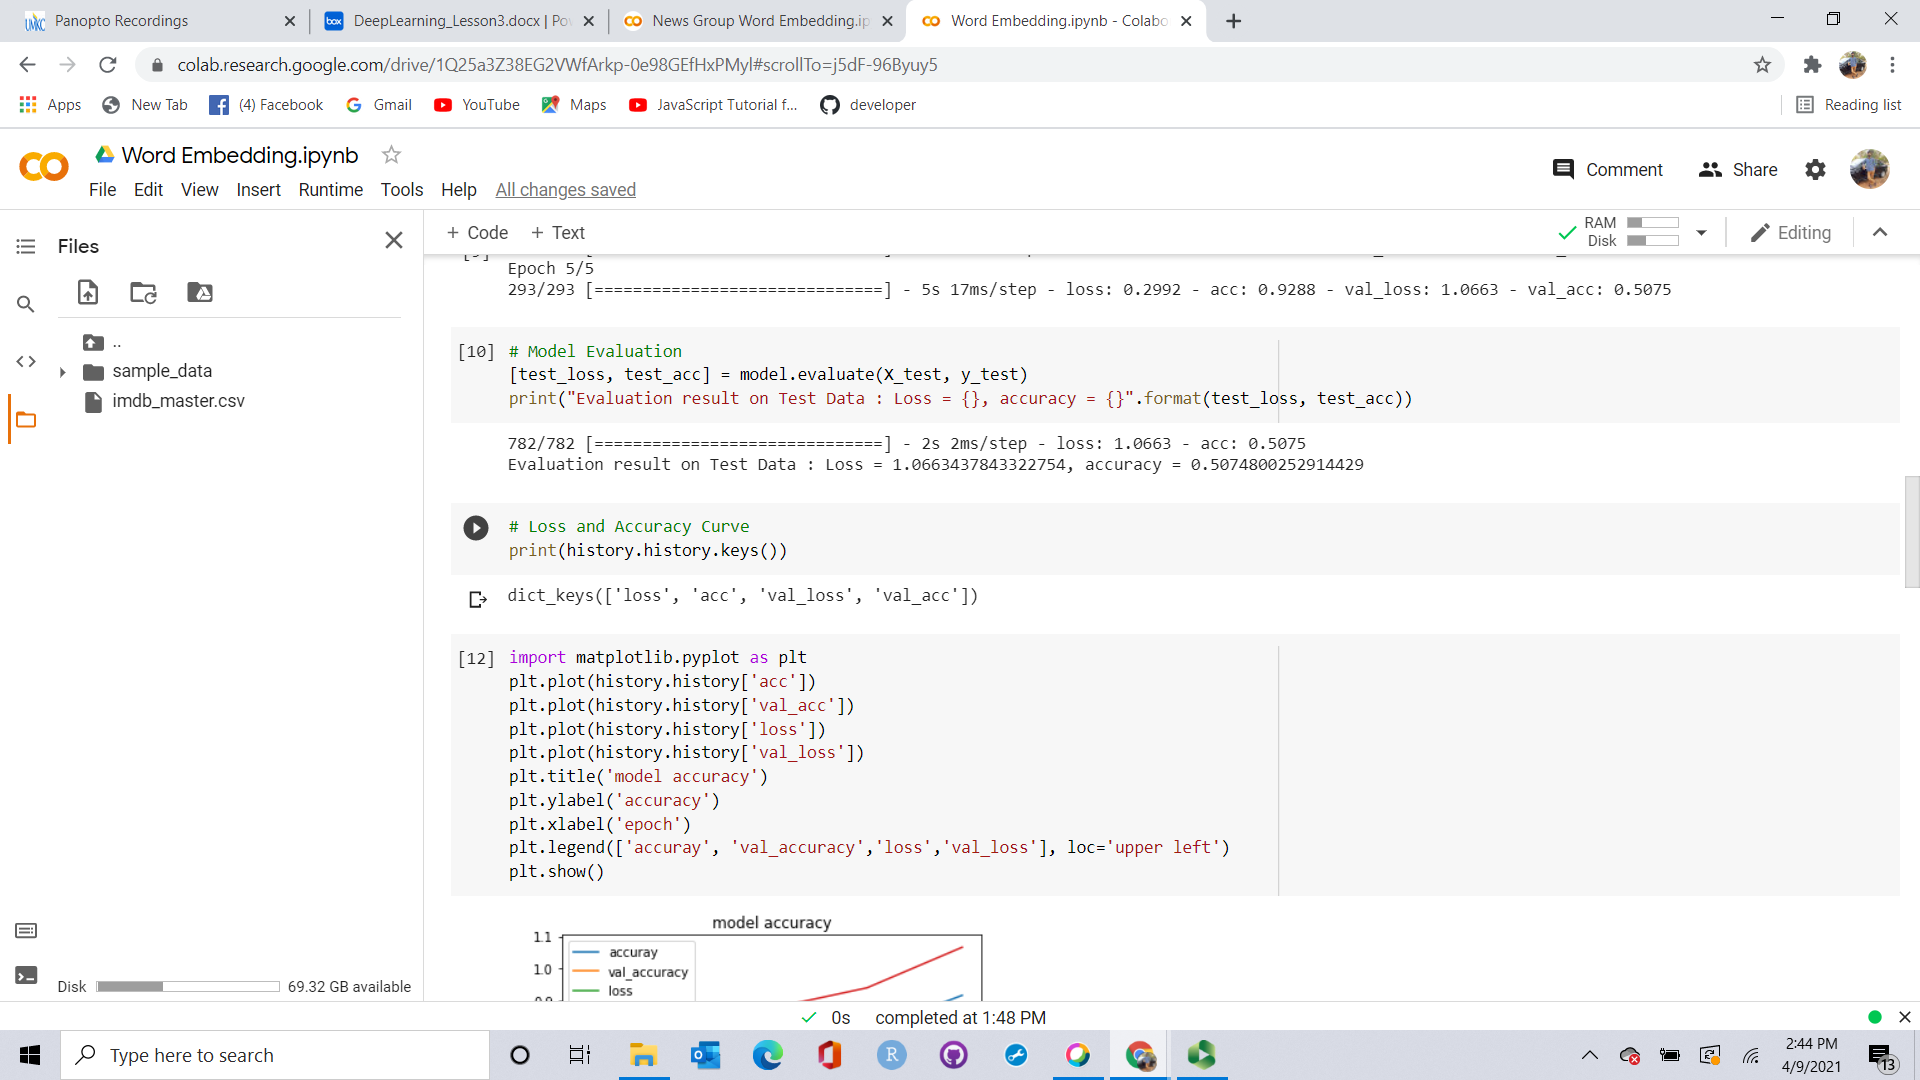 Panopto Recordings
DeepLearning_Lesson3.docx | Po
News Group Word Embedding.ip
Word Embedding.ipynb - Colabo
colab.research.google.com/drive/1Q25a3Z38EG2VWfArkp-0e98GEfHxPMyl#scrollTo=j5dF-96Byuy5
Apps
New Tab
(4) Facebook
Gmail
YouTube
Maps
JavaScript Tutorial f...
developer
Reading list
Word Embedding.ipynb
Comment
Share
File Edit View Insert Runtime Tools Help All changes saved
Files
+ Code + Text
RAM
Disk
Editing
..
sample_data
imdb_master.csv
Epoch 5/5
293/293 [==============================] - 5s 17ms/step - loss: 0.2992 - acc: 0.9288 - val_loss: 1.0663 - val_acc: 0.5075
[10] # Model Evaluation
[test_loss, test_acc] = model.evaluate(X_test, y_test)
print("Evaluation result on Test Data : Loss = {}, accuracy = {}".format(test_loss, test_acc))
782/782 [==============================] - 2s 2ms/step - loss: 1.0663 - acc: 0.5075
Evaluation result on Test Data : Loss = 1.0663437843322754, accuracy = 0.5074800252914429
# Loss and Accuracy Curve
print(history.history.keys())
dict_keys(['loss', 'acc', 'val_loss', 'val_acc'])
[12] import matplotlib.pyplot as plt
plt.plot(history.history['acc'])
plt.plot(history.history['val_acc'])
plt.plot(history.history['loss'])
plt.plot(history.history['val_loss'])
plt.title('model accuracy')
plt.ylabel('accuracy')
plt.xlabel('epoch')
plt.legend(['accuray', 'val_accuracy','loss','val_loss'], loc='upper left')
plt.show()
model accuracy
1.1
1.0
accuray
val_accuracy
loss
Disk
69.32 GB available
0s completed at 1:48 PM
Type here to search
2:44 PM
4/9/2021
13